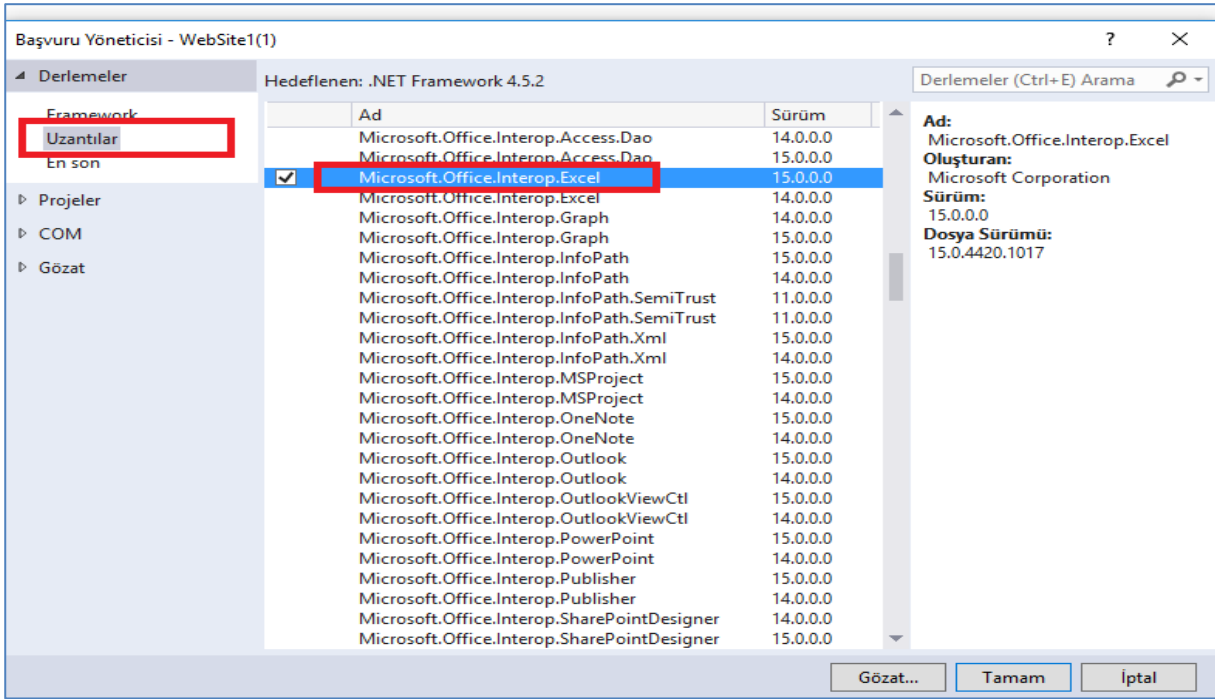 Başvuru Yöneticisi - WebSite1(1)
? ×
Derlemeler
Framework
Uzantılar
En son
Projeler
COM
Gözat
Hedeflenen: .NET Framework 4.5.2
Derlemeler (Ctrl+E) Arama
Ad Sürüm
Microsoft.Office.Interop.Access.Dao 14.0.0.0
Microsoft.Office.Interop.Access.Dao 15.0.0.0
Microsoft.Office.Interop.Excel 15.0.0.0
Microsoft.Office.Interop.Excel 14.0.0.0
Microsoft.Office.Interop.Graph 14.0.0.0
Microsoft.Office.Interop.Graph 15.0.0.0
Microsoft.Office.Interop.InfoPath 15.0.0.0
Microsoft.Office.Interop.InfoPath 14.0.0.0
Microsoft.Office.Interop.InfoPath.SemiTrust 11.0.0.0
Microsoft.Office.Interop.InfoPath.SemiTrust 11.0.0.0
Microsoft.Office.Interop.InfoPath.Xml 15.0.0.0
Microsoft.Office.Interop.InfoPath.Xml 14.0.0.0
Microsoft.Office.Interop.MSProject 15.0.0.0
Microsoft.Office.Interop.MSProject 14.0.0.0
Microsoft.Office.Interop.OneNote 15.0.0.0
Microsoft.Office.Interop.OneNote 14.0.0.0
Microsoft.Office.Interop.Outlook 15.0.0.0
Microsoft.Office.Interop.Outlook 14.0.0.0
Microsoft.Office.Interop.OutlookViewCtl 15.0.0.0
Microsoft.Office.Interop.OutlookViewCtl 14.0.0.0
Microsoft.Office.Interop.PowerPoint 15.0.0.0
Microsoft.Office.Interop.PowerPoint 14.0.0.0
Microsoft.Office.Interop.Publisher 15.0.0.0
Microsoft.Office.Interop.Publisher 14.0.0.0
Microsoft.Office.Interop.SharePointDesigner 14.0.0.0
Microsoft.Office.Interop.SharePointDesigner 15.0.0.0
Ad:
Microsoft.Office.Interop.Excel
Oluşturan:
Microsoft Corporation
Sürüm:
15.0.0.0
Dosya Sürümü:
15.0.4420.1017
Gözat... Tamam İptal